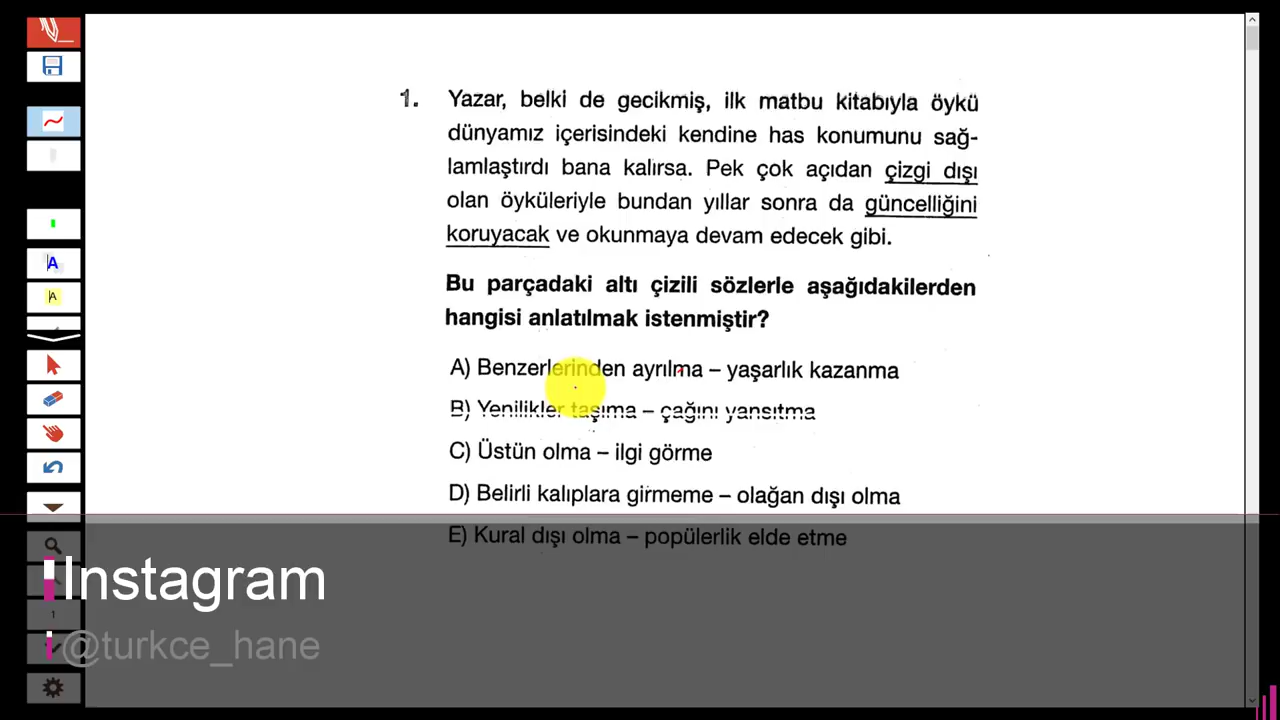 1. Yazar, belki de gecikmiş, ilk matbu kitabıyla öykü
dünyamız içerisindeki kendine has konumunu sağ-
lamlaştırdı bana kalırsa. Pek çok açıdan çizgi dışı
olan öyküleriyle bundan yıllar sonra da güncelliğini
koruyacak ve okunmaya devam edecek gibi.
Bu parçadaki altı çizili sözlerle aşağıdakilerden
hangisi anlatılmak istenmiştir?
A) Benzerlerinden ayrılma – yaşarlık kazanma
B) Yenilikler taşıma – çağını yansıtma
C) Üstün olma – ilgi görme
D) Belirli kalıplara girmeme – olağan dışı olma
E) Kural dışı olma – popülerlik elde etme
Instagram
@turkce_hane
A
A
1